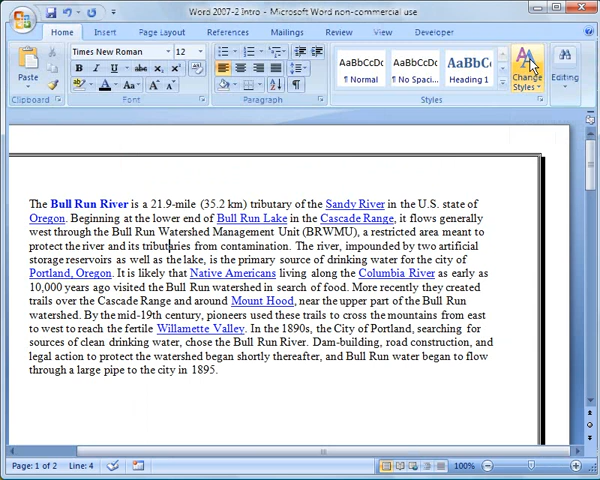 Word 2007-2 Intro - Microsoft Word non-commercial use
Home Insert Page Layout References Mailings Review View Developer
Times New Roman 12
Paste
B I U abe x₂ x² 
ab A Aa A A
AaBbCcDc AaBbCcDc AaBbC
¶ Normal ¶ No Spaci... Heading 1
Change Styles
Editing
Clipboard Font Paragraph Styles
The Bull Run River is a 21.9-mile (35.2 km) tributary of the Sandy River in the U.S. state of
Oregon. Beginning at the lower end of Bull Run Lake in the Cascade Range, it flows generally
west through the Bull Run Watershed Management Unit (BRWMU), a restricted area meant to
protect the river and its tributaries from contamination. The river, impounded by two artificial
storage reservoirs as well as the lake, is the primary source of drinking water for the city of
Portland, Oregon. It is likely that Native Americans living along the Columbia River as early as
10,000 years ago visited the Bull Run watershed in search of food. More recently they created
trails over the Cascade Range and around Mount Hood, near the upper part of the Bull Run
watershed. By the mid-19th century, pioneers used these trails to cross the mountains from east
to west to reach the fertile Willamette Valley. In the 1890s, the City of Portland, searching for
sources of clean drinking water, chose the Bull Run River. Dam-building, road construction, and
legal action to protect the watershed began shortly thereafter, and Bull Run water began to flow
through a large pipe to the city in 1895.
Page: 1 of 2 Line: 4 100%